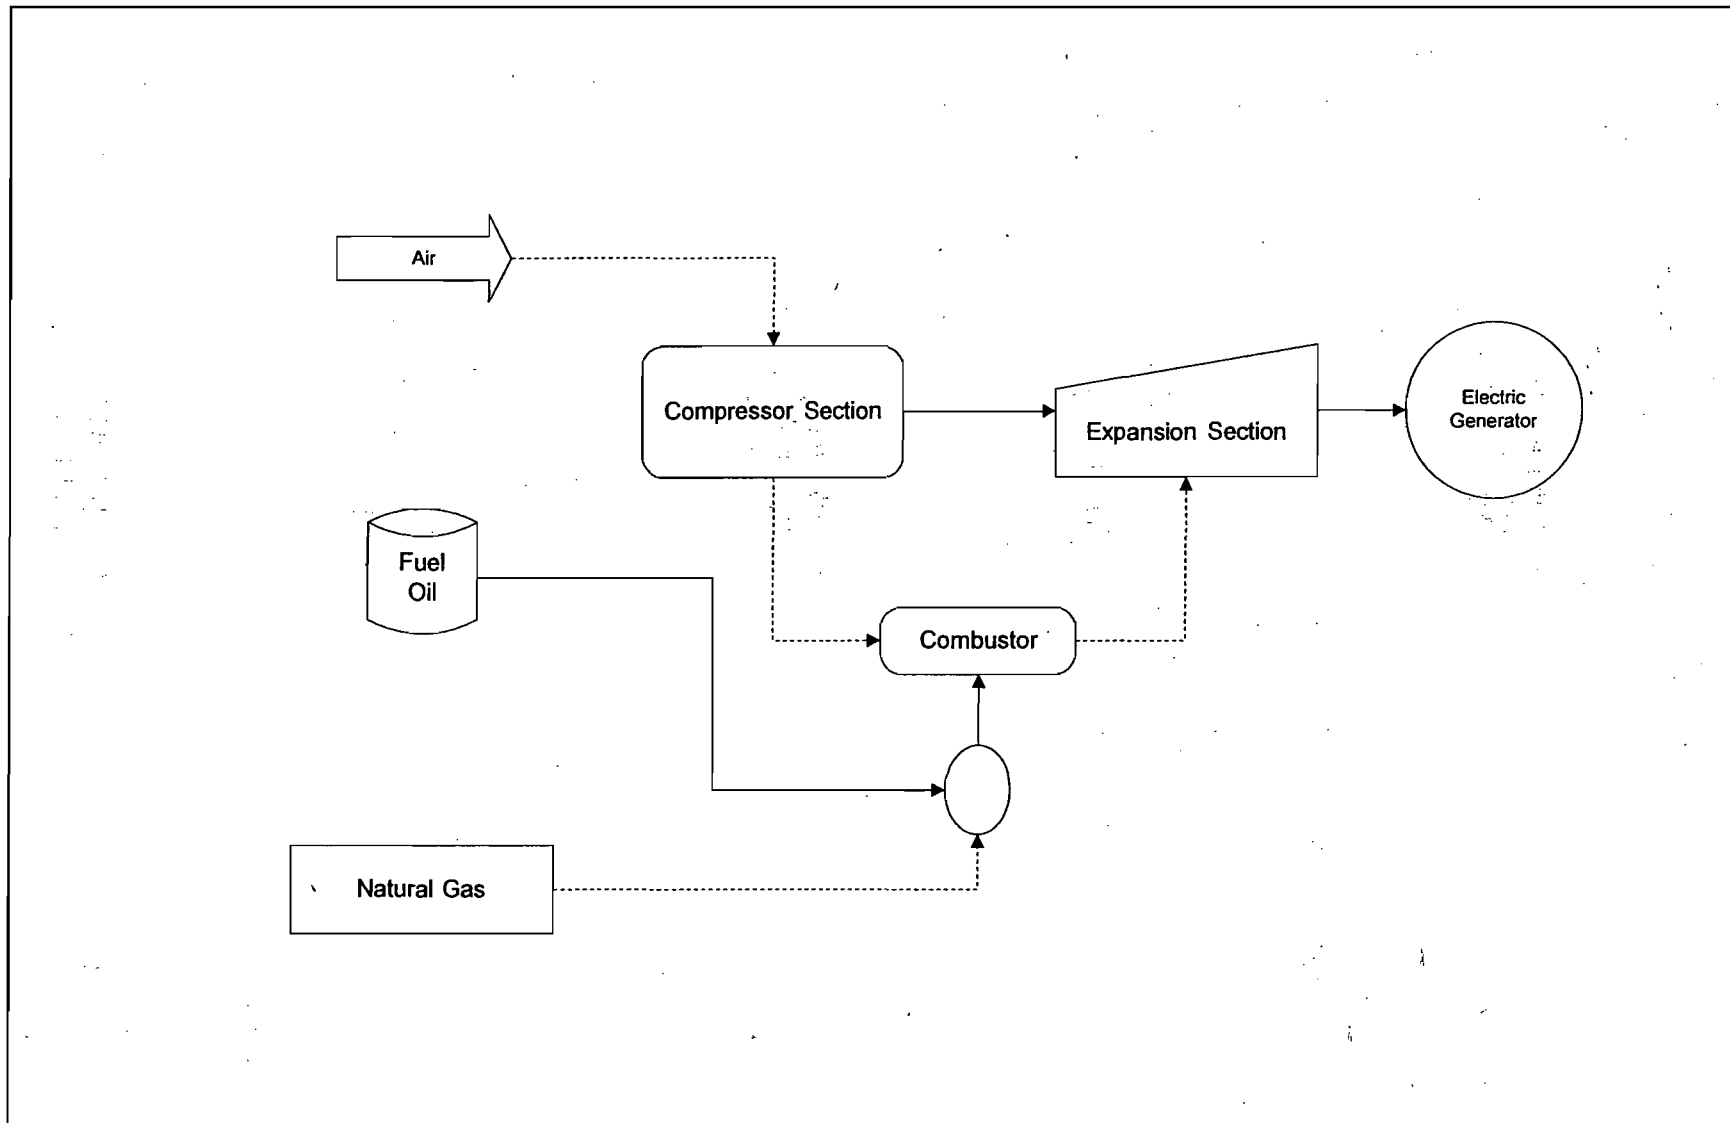 Air
Compressor Section
Expansion Section
Electric
Generator
Fuel
Oil
Combustor
Natural Gas